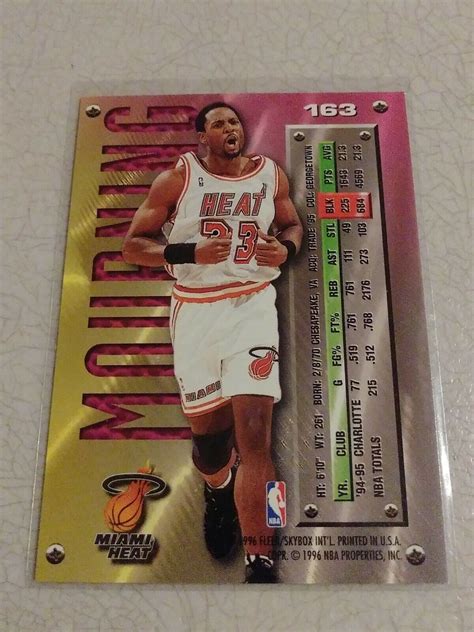 MOURNING
163
HEAT
33
HT: 6'10" WT: 261 BORN: 2/8/70 CHESAPEAKE, VA ACQ: TRADE '95 COL: GEORGETOWN
YR. CLUB G FG% FT% REB AST STL BLK PTS AVG
'94-95 CHARLOTTE 77 .519 .761 761 111 49 225 1643 21.3
NBA TOTALS 215 .512 .768 2176 273 103 684 4569 21.3
MIAMI
HEAT
NBA
1996 FLEER/SKYBOX INT'L. PRINTED IN U.S.A.
COPR. © 1996 NBA PROPERTIES, INC.